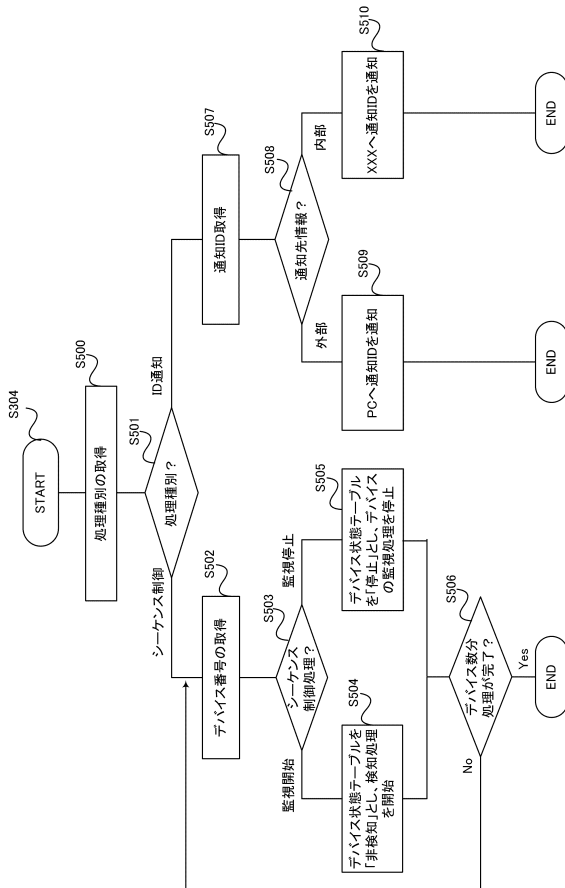 START
S304
処理種別の取得
S500
処理種別？
S501
シーケンス制御
ID通知
デバイス番号の取得
S502
シーケンス
制御処理？
S503
監視開始
監視停止
デバイス状態テーブルを
「非検知」とし、検知処理
を開始
S504
デバイス状態テーブル
を「停止」とし、デバイス
の監視処理を停止
S505
デバイス数分
処理が完了？
S506
No
Yes
END
通知ID取得
S507
通知先情報？
S508
外部
内部
PCへ通知IDを通知
S509
END
XXXへ通知IDを通知
S510
END